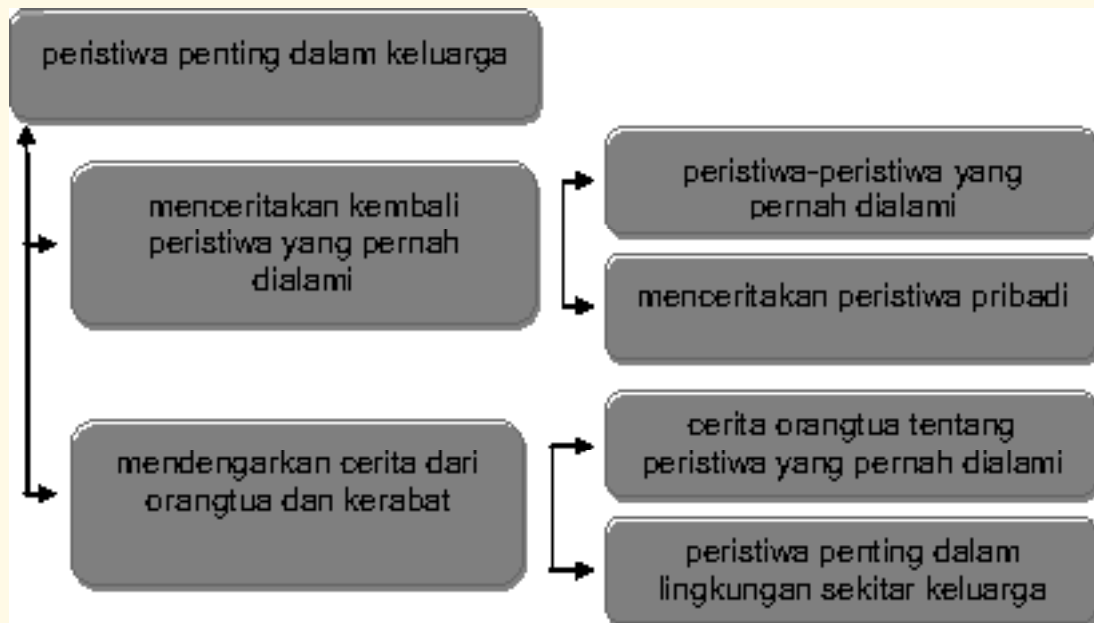 peristiwa penting dalam keluarga
menceritakan kembali
peristiwa yang pernah
dialami
peristiwa-peristiwa yang
pernah dialami
menceritakan peristiwa pribadi
mendengarkan cerita dari
orangtua dan kerabat
cerita orangtua tentang
peristiwa yang pernah dialami
peristiwa penting dalam
lingkungan sekitar keluarga